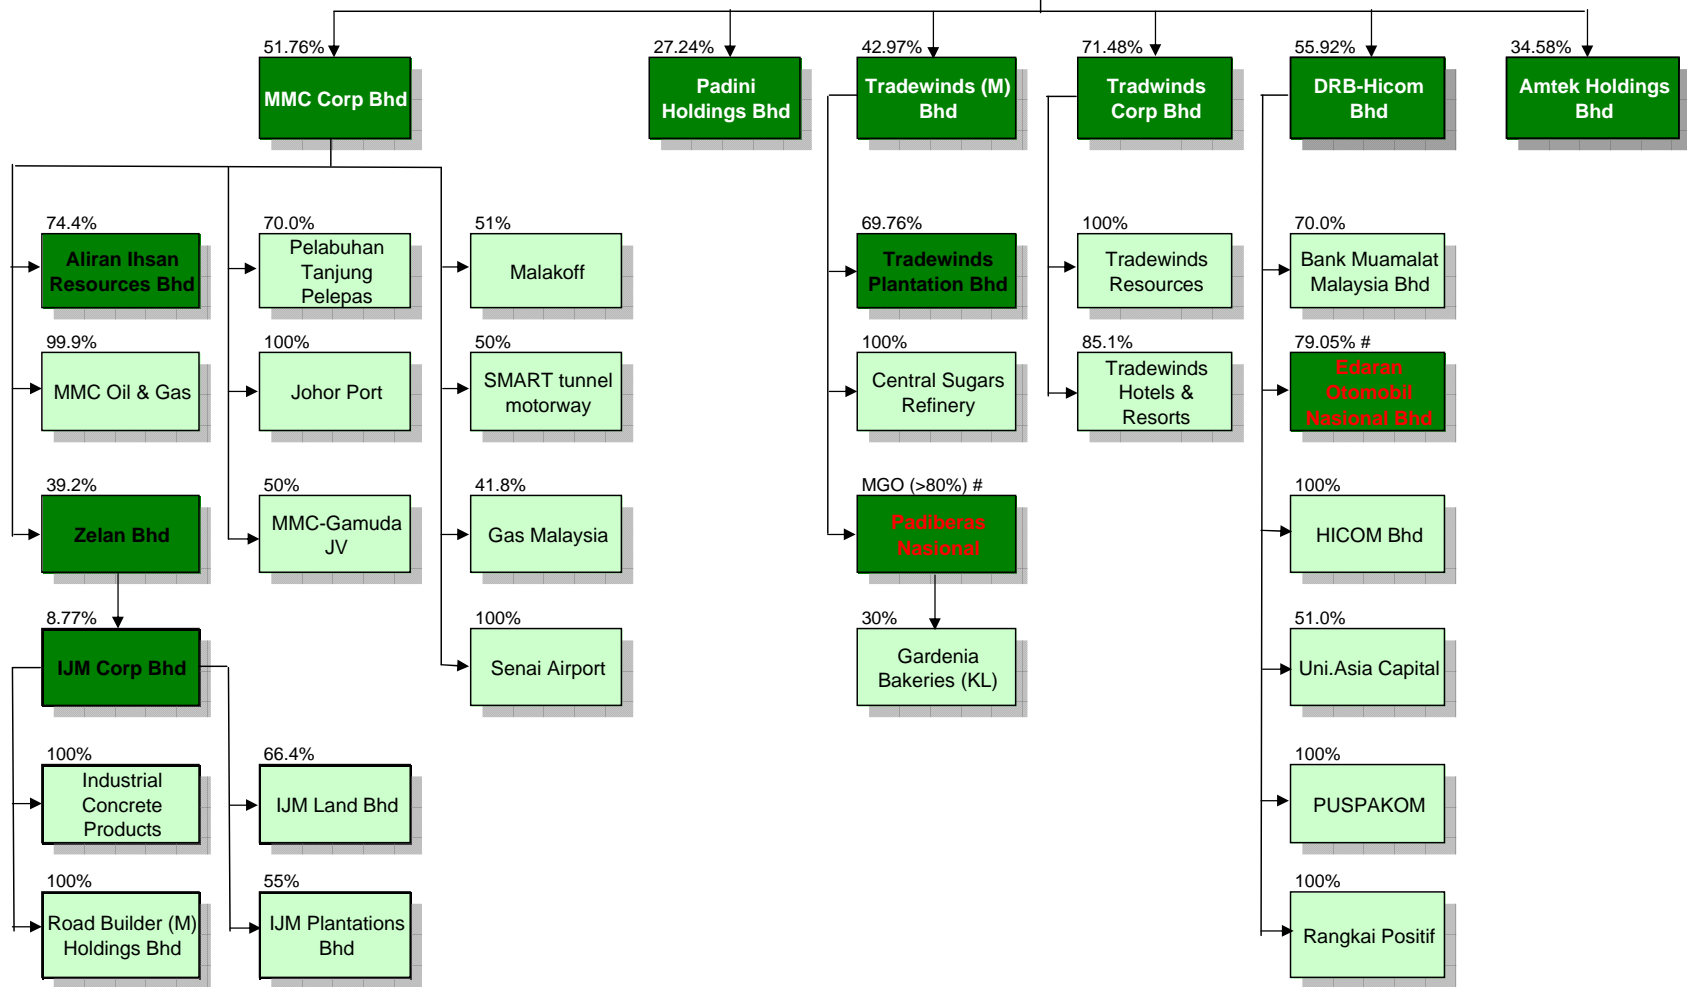 51.76%
MMC Corp Bhd
27.24%
Padini
Holdings Bhd
42.97%
Tradewinds (M)
Bhd
71.48%
Tradwinds
Corp Bhd
55.92%
DRB-Hicom
Bhd
34.58%
Amtek Holdings
Bhd
74.4%
Aliran Ihsan
Resources Bhd
70.0%
Pelabuhan
Tanjung
Pelepas
51%
Malakoff
69.76%
Tradewinds
Plantation Bhd
100%
Tradewinds
Resources
70.0%
Bank Muamalat
Malaysia Bhd
99.9%
MMC Oil & Gas
100%
Johor Port
50%
SMART tunnel
motorway
100%
Central Sugars
Refinery
85.1%
Tradewinds
Hotels &
Resorts
79.05% #
Edaran
Otomobil
Nasional Bhd
39.2%
Zelan Bhd
50%
MMC-Gamuda
JV
41.8%
Gas Malaysia
MGO (>80%) #
Padiberas
Nasional
100%
HICOM Bhd
8.77%
IJM Corp Bhd
100%
Senai Airport
30%
Gardenia
Bakeries (KL)
51.0%
Uni.Asia Capital
100%
Industrial
Concrete
Products
66.4%
IJM Land Bhd
100%
PUSPAKOM
100%
Road Builder (M)
Holdings Bhd
55%
IJM Plantations
Bhd
100%
Rangkai Positif